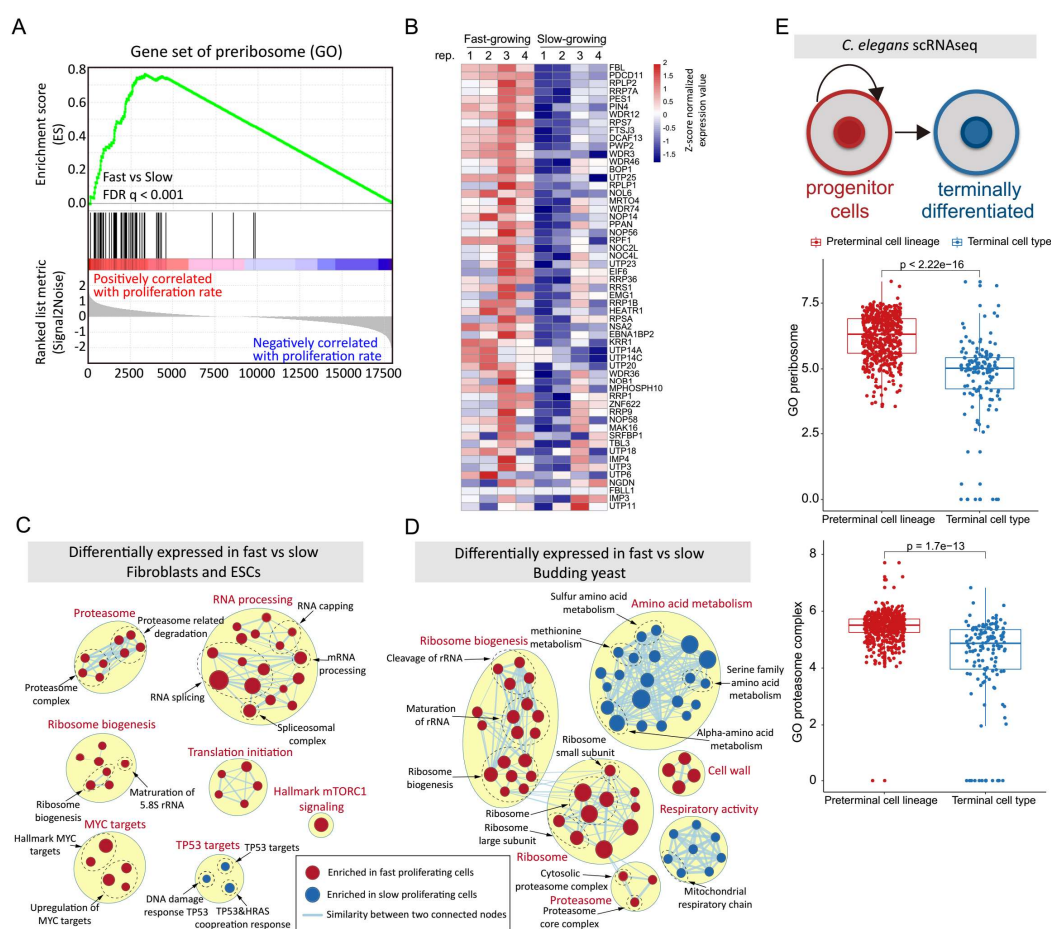 A
Gene set of preribosome (GO)
Enrichment score
(ES)
0.8
0.6
0.4
0.2
0.0
Fast vs Slow
FDR q < 0.001
Positively correlated
with proliferation rate
Negatively correlated
with proliferation rate
Ranked list metric
(Signal2Noise)
2
1
0
-1
-2
0 2500 5000 7500 10000 12500 15000 17500
B
Fast-growing Slow-growing
rep. 1 2 3 4 1 2 3 4
FBL
PDCD11
RPLP2
RRP7A
PES1
PIN4
WDR12
RPS7
FTSJ3
DCAF13
PWP2
WDR3
WDR46
BOP1
UTP25
RPLP1
NOL6
MRTO4
WDR74
NOP14
PPAN
NOP56
RPF1
NOC2L
NOC4L
UTP23
EIF6
RRP36
RRS1
EMG1
RRP1B
HEATR1
RPSA
NSA2
EBNA1BP2
KRR1
UTP14A
UTP14C
UTP20
WDR36
NOB1
MPHOSPH10
RRP1
ZNF622
RRP9
NOP58
MAK16
SRFBP1
TBL3
UTP18
IMP4
UTP3
UTP6
NGDN
FBLL1
IMP3
UTP11
2
1.5
1
0.5
0
-0.5
-1
-1.5
Z-score normalized
expression value
C
Differentially expressed in fast vs slow
Fibroblasts and ESCs
Proteasome
Proteasome related
degradation
Proteasome
complex
RNA processing
RNA capping
mRNA
processing
RNA splicing
Spliceosomal
complex
Ribosome biogenesis
Ribosome
biogenesis
Matruration of
5.8S rRNA
Translation initiation
Hallmark mTORC1
signaling
MYC targets
Hallmark MYC
targets
Upregulation of
MYC targets
TP53 targets
TP53 targets
DNA damage
response TP53
TP53&HRAS
coopreation response
D
Differentially expressed in fast vs slow
Budding yeast
Sulfur amino acid
metabolism
Amino acid metabolism
methionine
metabolism
Serine family
amino acid
metabolism
Alpha-amino acid
metabolism
Ribosome biogenesis
Cleavage of rRNA
Maturation
of rRNA
Ribosome
biogenesis
Ribosome
small subunit
Cell wall
Respiratory activity
Ribosome
Ribosome
large subunit
Ribosome
Cytosolic
proteasome complex
Proteasome
Proteasome
core complex
Mitochondrial
respiratory chain
Enriched in fast proliferating cells
Enriched in slow proliferating cells
Similarity between two connected nodes
E
C. elegans scRNAseq
progenitor
cells
terminally
differentiated
Preterminal cell lineage Terminal cell type
p < 2.22e-16
GO preribosome
7.5
5.0
2.5
0.0
Preterminal cell lineage Terminal cell type
p = 1.7e-13
GO proteasome complex
8
6
4
2
0
Preterminal cell lineage Terminal cell type